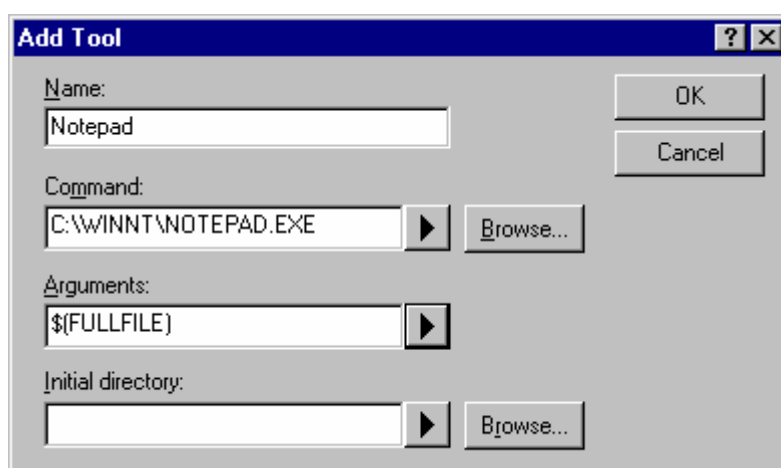 Add Tool
Name:
OK
Notepad
Cancel
Command:
C:\WINNT\NOTEPAD.EXE
Browse...
Arguments:
$(FULLFILE)
Initial directory:
Browse...